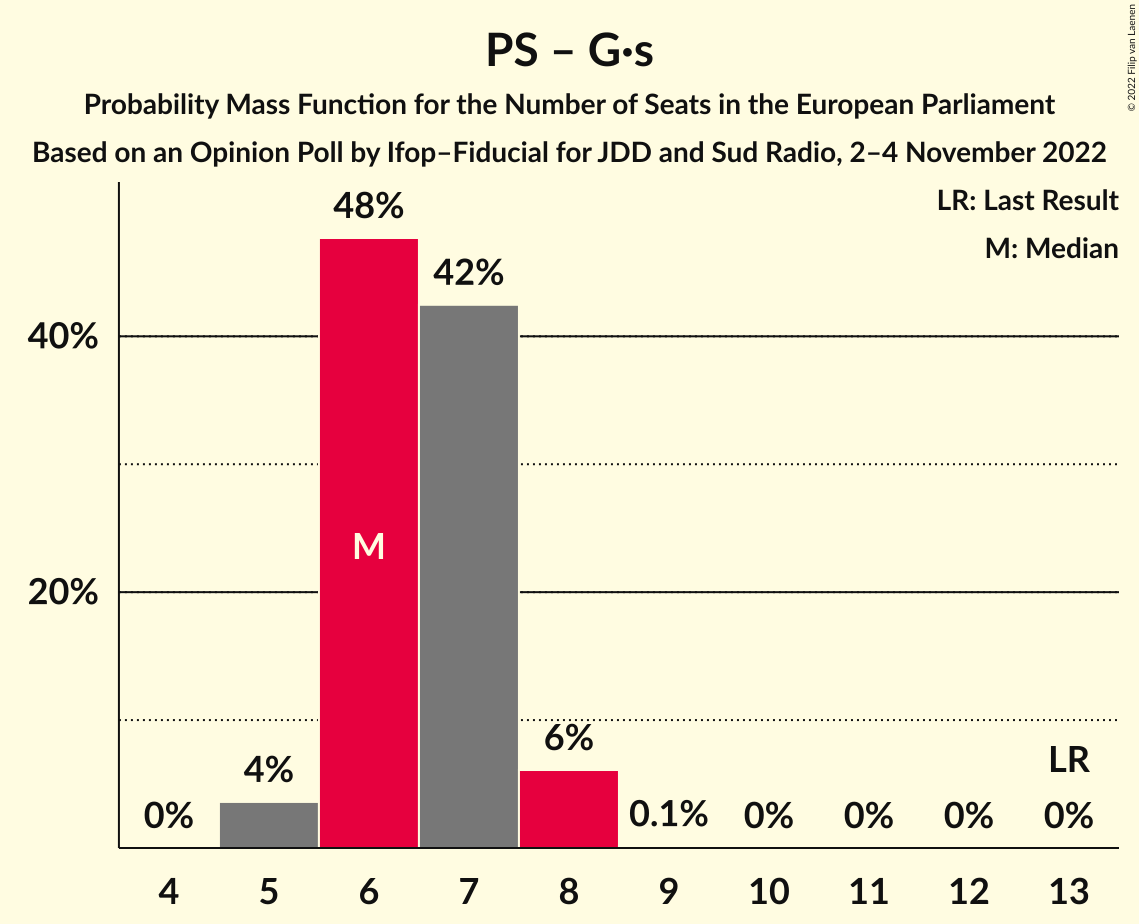 PS – G·s
Probability Mass Function for the Number of Seats in the European Parliament
Based on an Opinion Poll by Ifop–Fiducial for JDD and Sud Radio, 2–4 November 2022
© 2022 Filip van Laenen
LR: Last Result
M: Median
48%
42%
40%
M
20%
6%
4%
LR
0%
0.1%
0%
0%
0%
0%
4
5
6
7
8
9
10
11
12
13